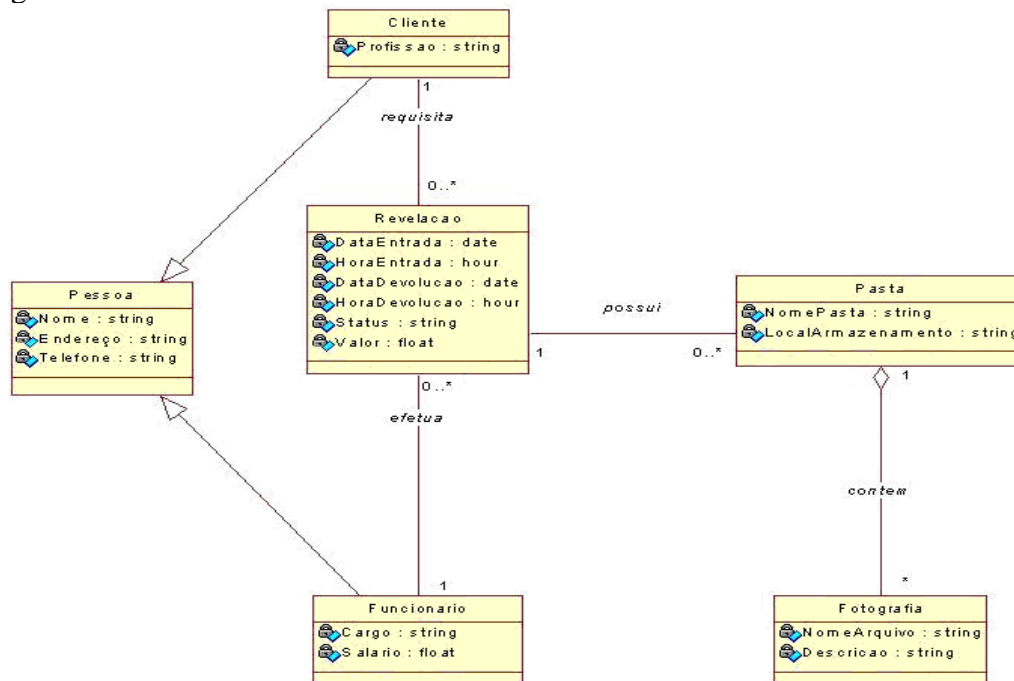 Cliente
Profissao : string
1
requisita
0..*
Revelacao
DataEntrada : date
HoraEntrada : hour
DataDevolucao : date
HoraDevolucao : hour
Status : string
Valor : float
Pessoa
Nome : string
Endereço : string
Telefone : string
possui
1
0..*
Pasta
NomePasta : string
LocalArmazenamento : string
0..*
efetua
1
1
contem
*
Funcionario
Cargo : string
Salario : float
Fotografia
NomeArquivo : string
Descricao : string